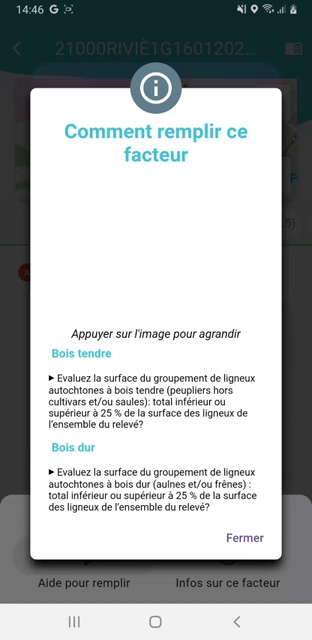 14:46 G
21000RIVIÈ1G1601202...
Comment remplir ce
facteur
Appuyer sur l'image pour agrandir
Bois tendre
► Evaluez la surface du groupement de ligneux
autochtones à bois tendre (peupliers hors
cultivars et/ou saules): total inférieur ou
supérieur à 25 % de la surface des ligneux de
l'ensemble du relevé?
Bois dur
► Evaluez la surface du groupement de ligneux
autochtones à bois dur (aulnes et/ou frênes) :
total inférieur ou supérieur à 25 % de la surface
des ligneux de l'ensemble du relevé?
Fermer
Aide pour remplir
Infos sur ce facteur